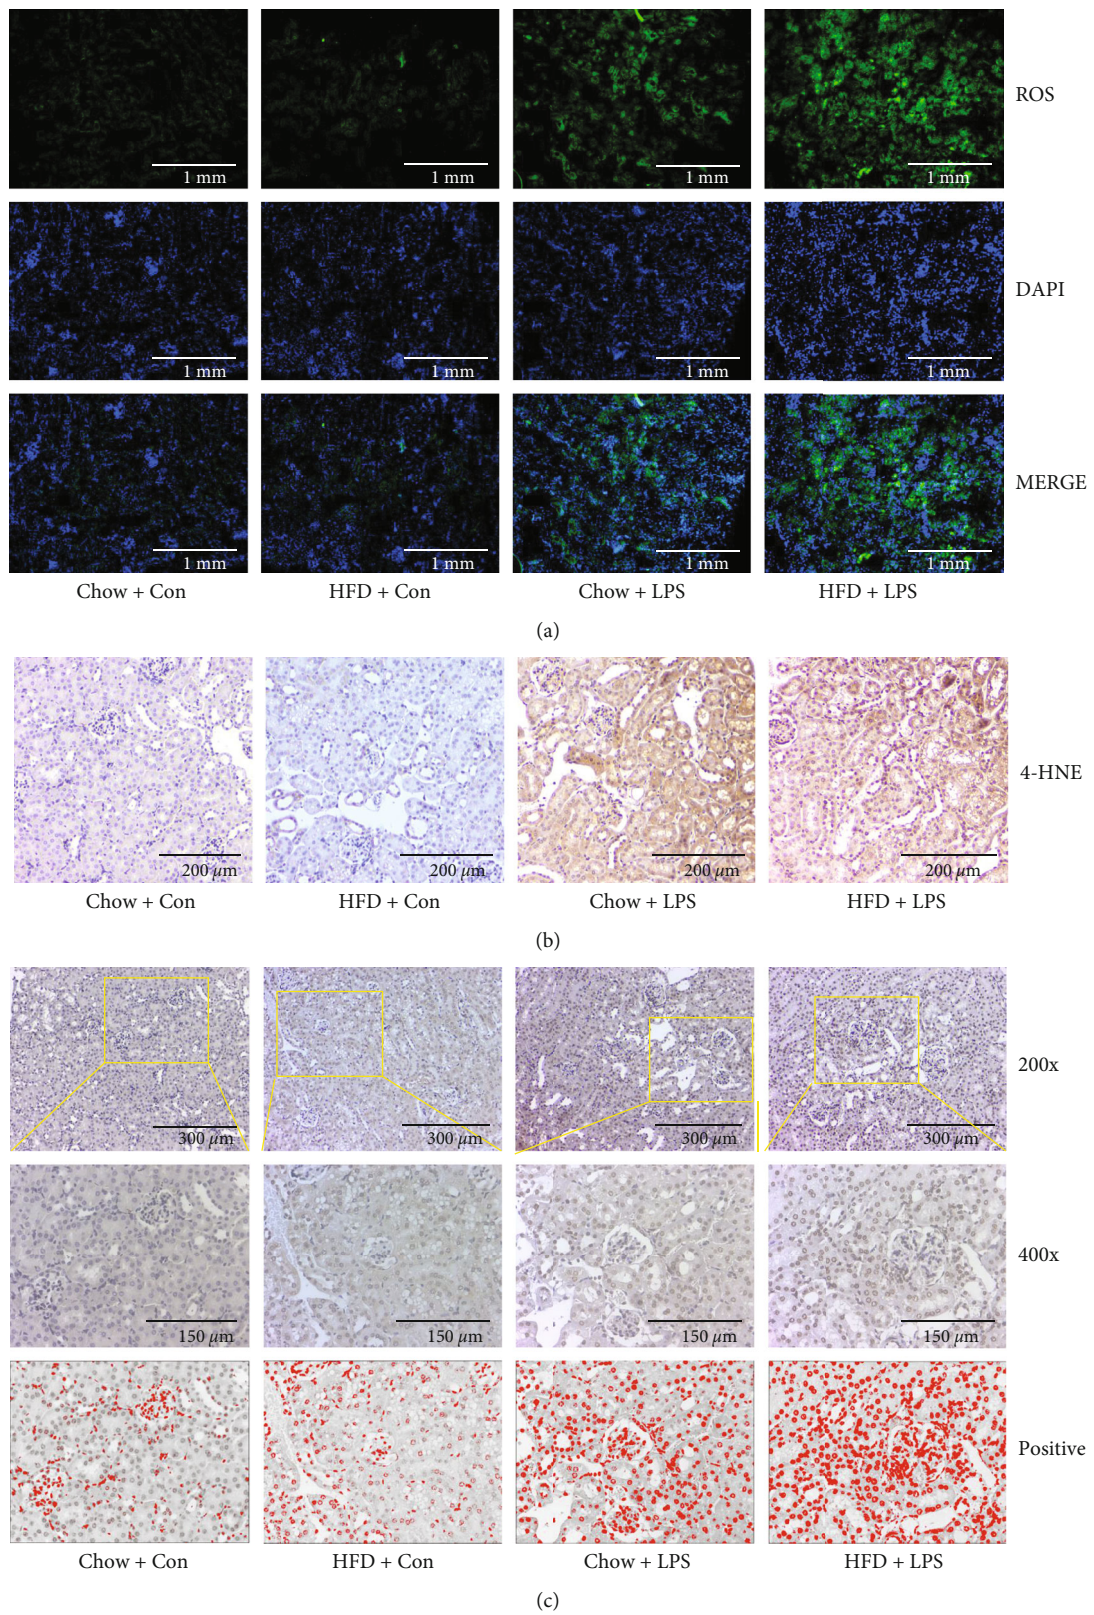 1 mm 1 mm 1 mm 1 mm ROS
1 mm 1 mm 1 mm 1 mm DAPI
1 mm 1 mm 1 mm 1 mm MERGE
Chow + Con HFD + Con Chow + LPS HFD + LPS
(a)
200 µm 200 µm 200 µm 200 µm 4-HNE
Chow + Con HFD + Con Chow + LPS HFD + LPS
(b)
300 µm 300 µm 300 µm 300 µm 200x
150 µm 150 µm 150 µm 150 µm 400x
Positive
Chow + Con HFD + Con Chow + LPS HFD + LPS
(c)